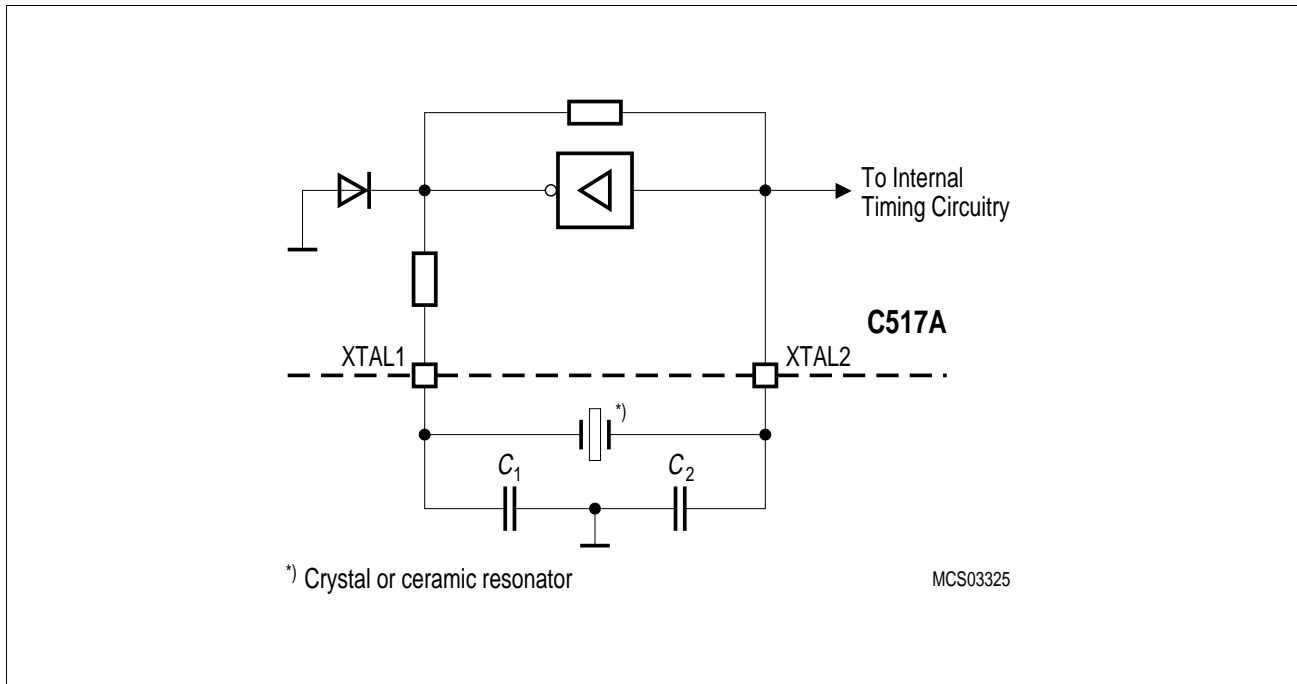 To Internal
Timing Circuitry
C517A
XTAL1
XTAL2
*)
C1
C2
*) Crystal or ceramic resonator
MCS03325